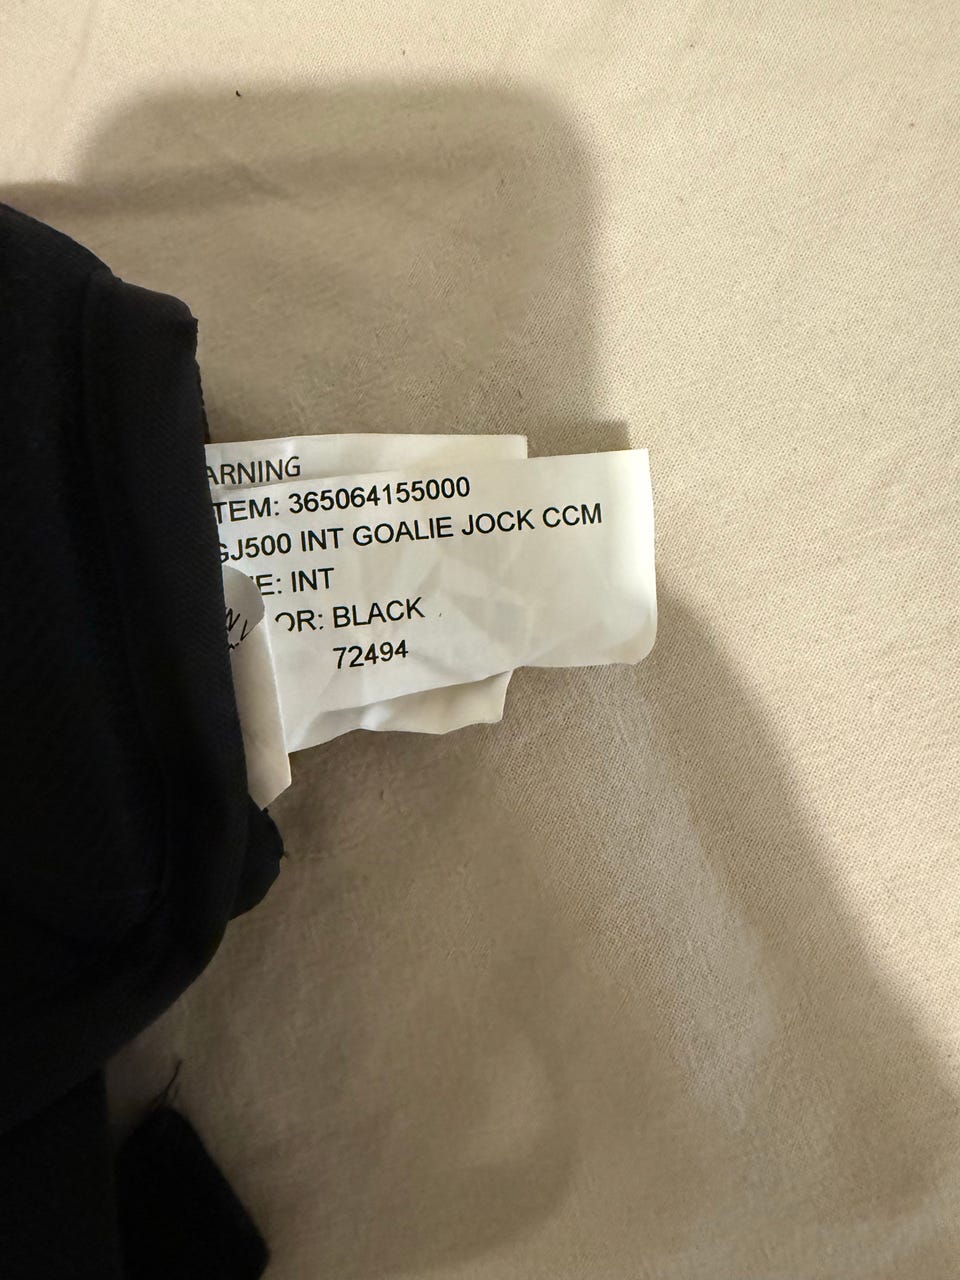 ARNING
TEM: 365064155000
GJ500 INT GOALIE JOCK CCM
E: INT
OR: BLACK
72494